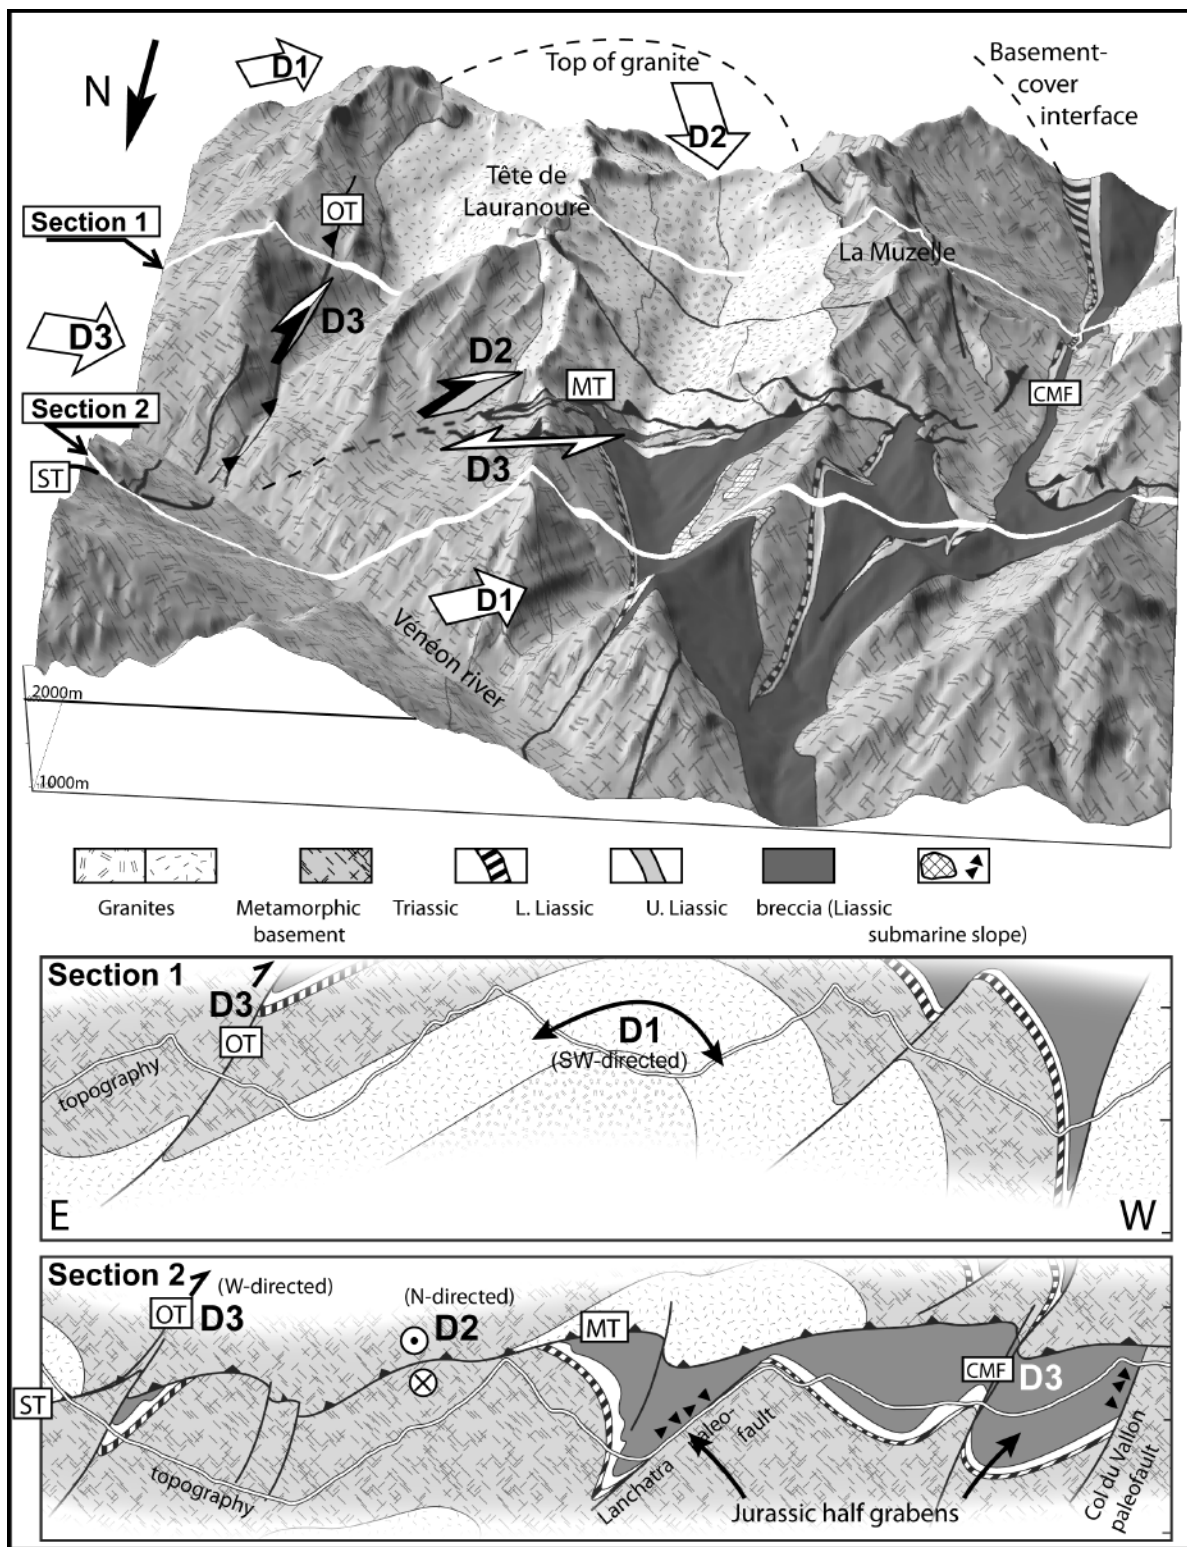 D1
N
Top of granite
D2
Basement-
cover
interface
Tête de
Lauranoure
OT
Section 1
La Muzelle
D3
D3
D2
MT
CMF
Section 2
ST
D3
D1
Vénéon river
2000m
1000m
Granites
Metamorphic
basement
Triassic
L. Liassic
U. Liassic
breccia (Liassic
submarine slope)
Section 1
D3
OT
topography
D1
(SW-directed)
E
W
Section 2
(W-directed)
OT
D3
(N-directed)
D2
MT
ST
CMF
D3
topography
Lanchatra paleo-
fault
Jurassic half grabens
Col du Vallon
paleofault